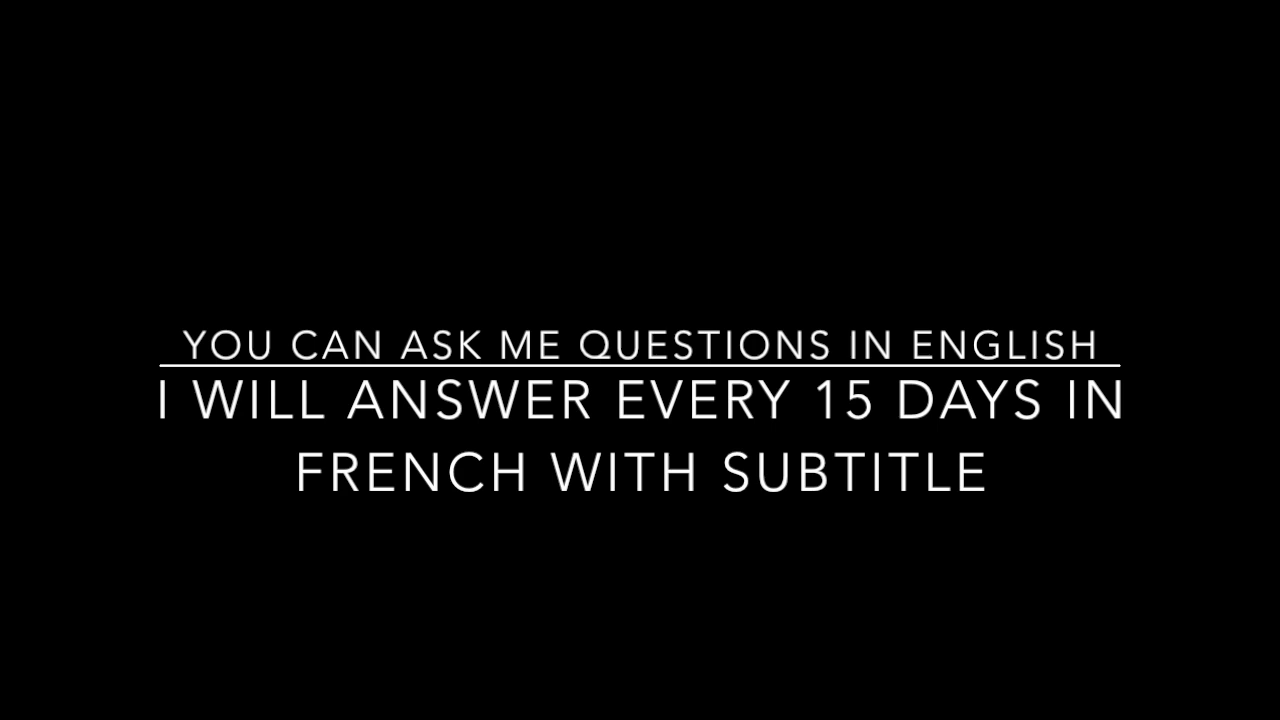 YOU CAN ASK ME QUESTIONS IN ENGLISH
I WILL ANSWER EVERY 15 DAYS IN
FRENCH WITH SUBTITLE